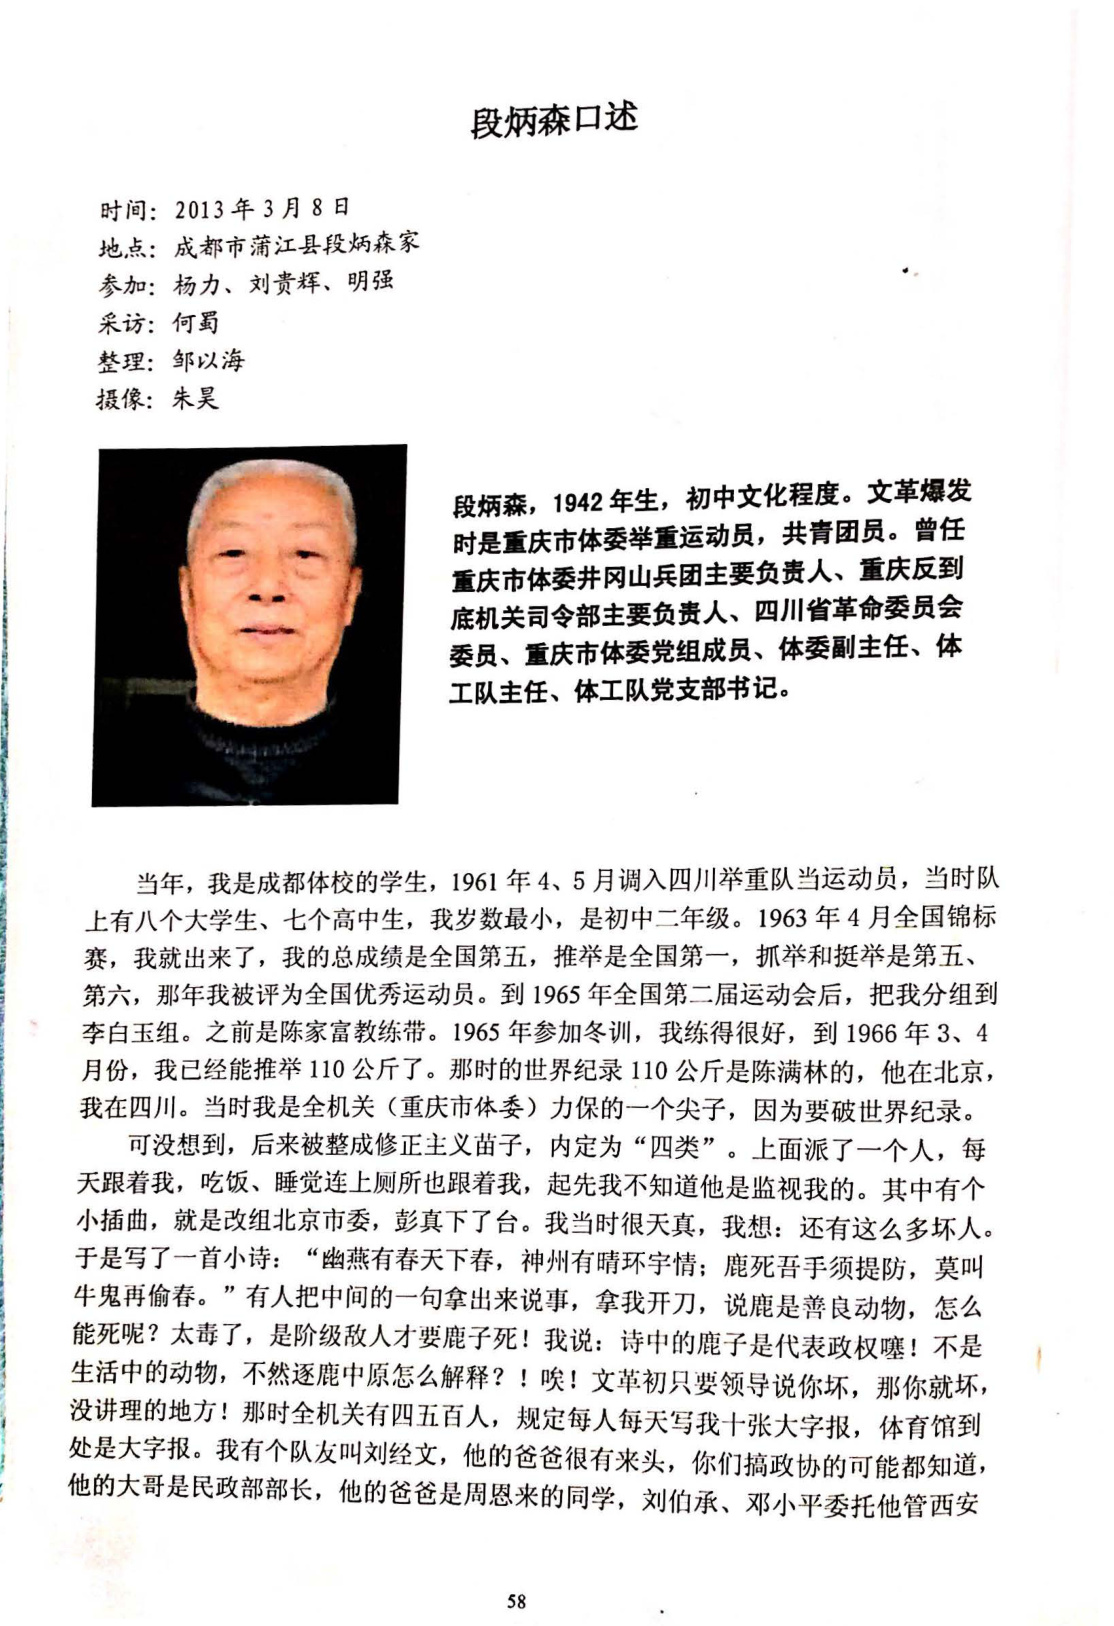 段炳森口述
时间：2013 年 3 月 8 日
地点：成都市蒲江县段炳森家
参加：杨力、刘贵辉、明强
采访：何蜀
整理：邹以海
摄像：朱昊
段炳森，1942 年生，初中文化程度。文革爆发
时是重庆市体委举重运动员，共青团员。曾任
重庆市体委井冈山兵团主要负责人、重庆反到
底机关司令部主要负责人、四川省革命委员会
委员、重庆市体委党组成员、体委副主任、体
工队主任、体工队党支部书记。
当年，我是成都体校的学生，1961 年 4、5 月调入四川举重队当运动员，当时队
上有八个大学生、七个高中生，我岁数最小，是初中二年级。1963 年 4 月全国锦标
赛，我就出来了，我的总成绩是全国第五，推举是全国第一，抓举和挺举是第五、
第六，那年我被评为全国优秀运动员。到 1965 年全国第二届运动会后，把我分组到
李白玉组。之前是陈家富教练带。1965 年参加冬训，我练得很好，到 1966 年 3、4
月份，我已经能推举 110 公斤了。那时的世界纪录 110 公斤是陈满林的，他在北京，
我在四川。当时我是全机关（重庆市体委）力保的一个尖子，因为要破世界纪录。
可没想到，后来被整成修正主义苗子，内定为“四类”。上面派了一个人，每
天跟着我，吃饭、睡觉连上厕所也跟着我，起先我不知道他是监视我的。其中有个
小插曲，就是改组北京市委，彭真下了台。我当时很天真，我想：还有这么多坏人。
于是写了一首小诗：“幽燕有春天下春，神州有晴环宇情；鹿死吾手须提防，莫叫
牛鬼再偷春。”有人把中间的一句拿出来说事，拿我开刀，说鹿是善良动物，怎么
能死呢？太毒了，是阶级敌人才要鹿子死！我说：诗中的鹿子是代表政权噻！不是
生活中的动物，不然逐鹿中原怎么解释？！唉！文革初只要领导说你坏，那你就坏，
没讲理的地方！那时全机关有四五百人，规定每人每天写我十张大字报，体育馆到
处是大字报。我有个队友叫刘经文，他的爸爸很有来头，你们搞政协的可能都知道，
他的大哥是民政部部长，他的爸爸是周恩来的同学，刘伯承、邓小平委托他管西安
58